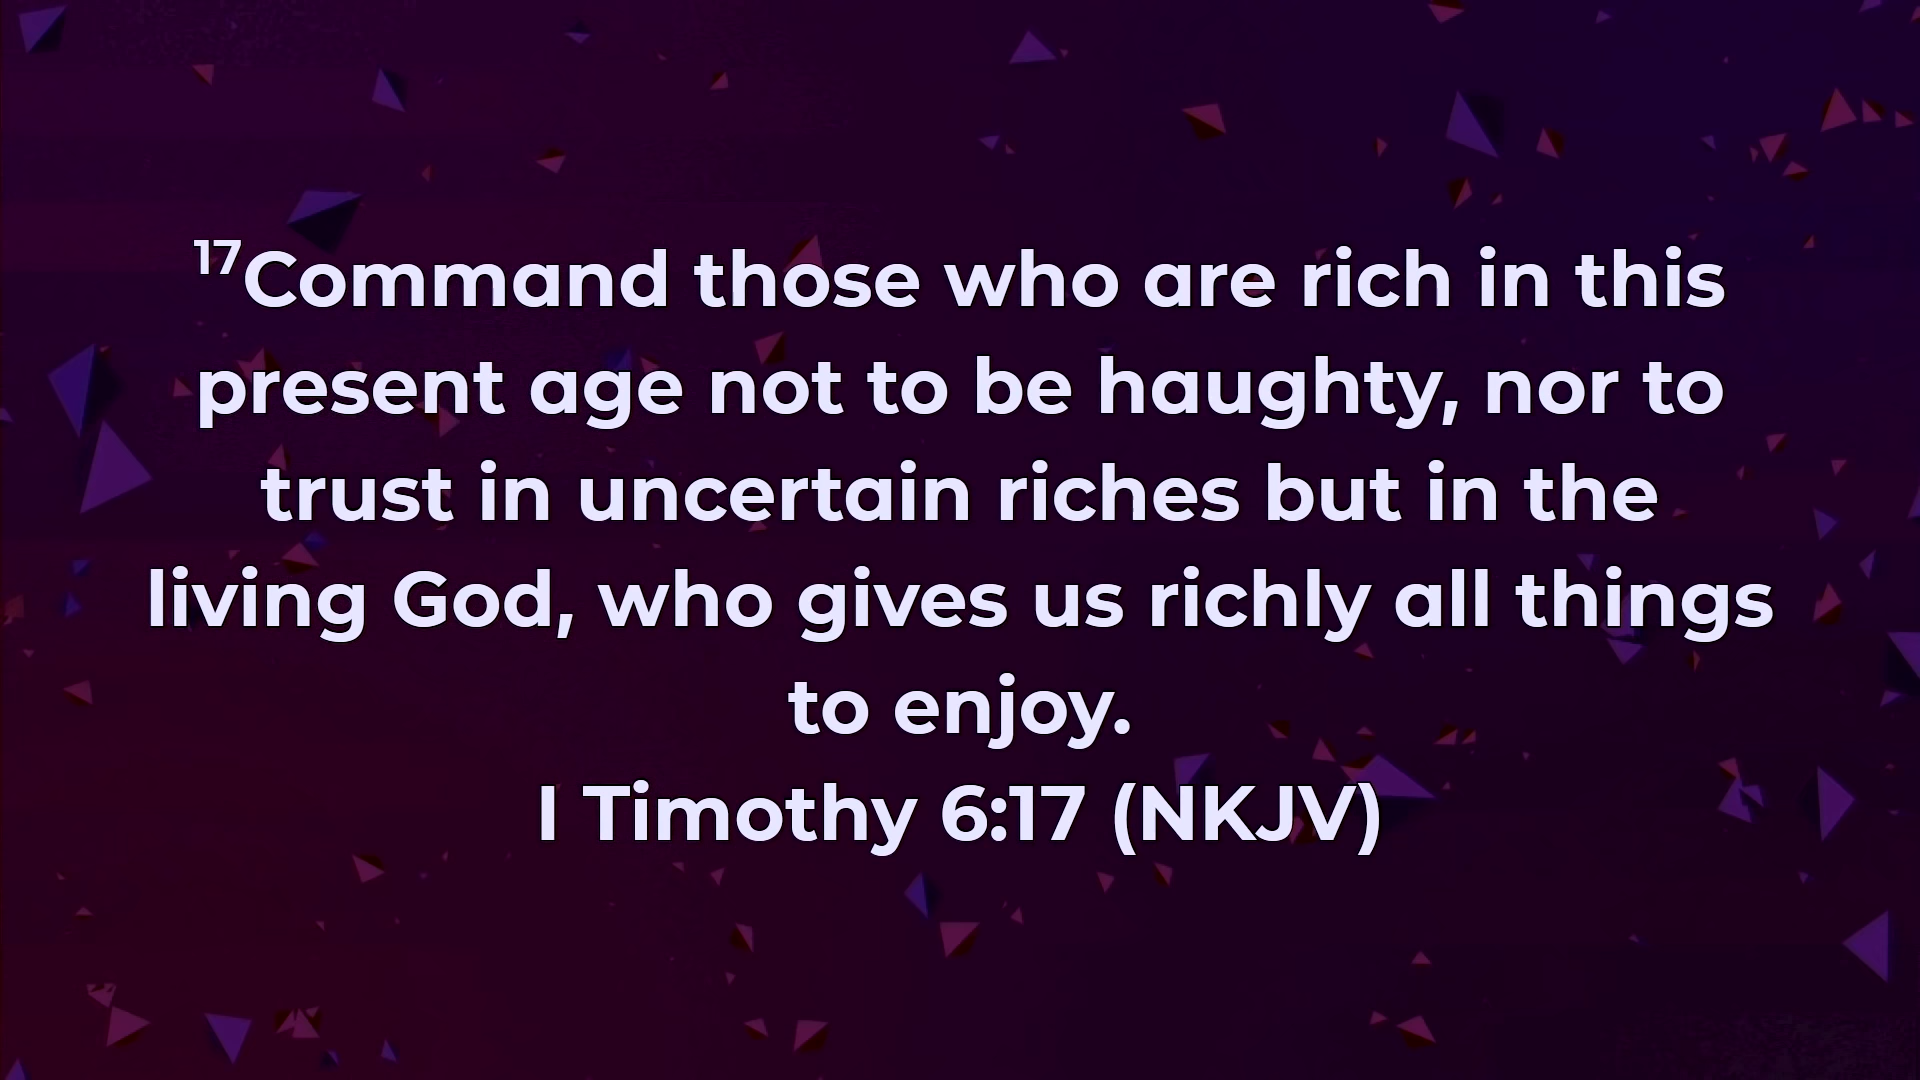 17Command those who are rich in this
present age not to be haughty, nor to
trust in uncertain riches but in the
living God, who gives us richly all things
to enjoy.
I Timothy 6:17 (NKJV)